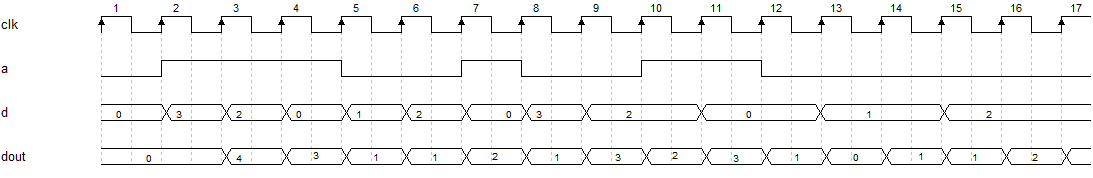 1 2 3 4 5 6 7 8 9 10 11 12 13 14 15 16 17
clk
a
d 0 3 2 0 1 2 0 3 2 0 1 2
dout 0 4 3 1 1 2 1 3 2 3 1 0 1 1 2